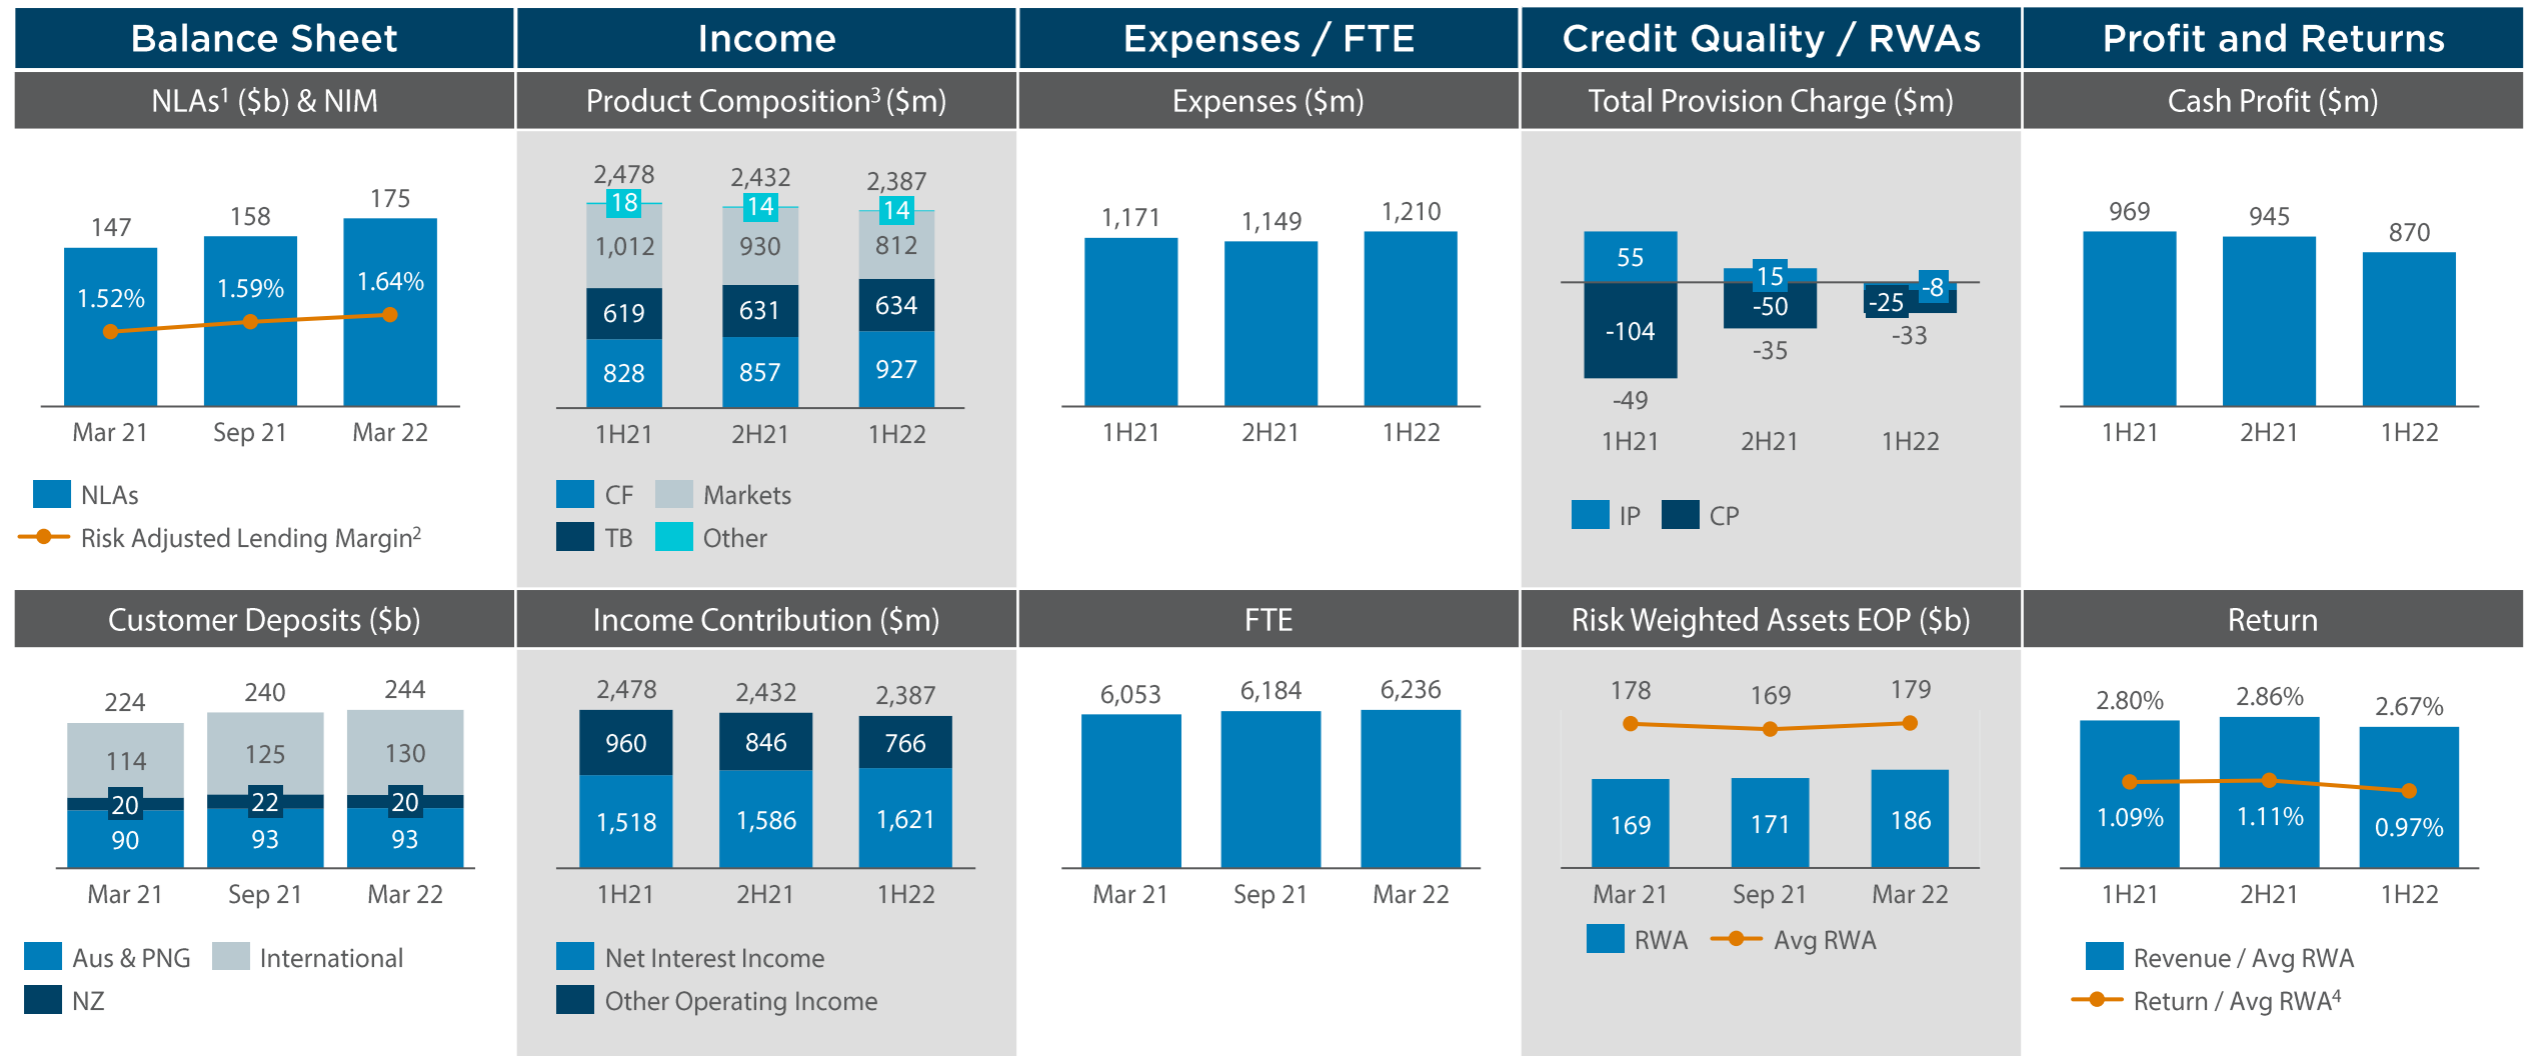 Balance Sheet
Income
Expenses / FTE
Credit Quality / RWAs
Profit and Returns
NLAs¹ ($b) & NIM
Product Composition³ ($m)
Expenses ($m)
Total Provision Charge ($m)
Cash Profit ($m)
147 158 175
1.52% 1.59% 1.64%
Mar 21 Sep 21 Mar 22
NLAs
Risk Adjusted Lending Margin²
2,478 2,432 2,387
18 14 14
1,012 930 812
619 631 634
828 857 927
1H21 2H21 1H22
CF Markets
TB Other
1,171 1,149 1,210
1H21 2H21 1H22
55 15 -8
-104 -50 -25
-49 -35 -33
1H21 2H21 1H22
IP CP
969 945 870
1H21 2H21 1H22
Customer Deposits ($b)
Income Contribution ($m)
FTE
Risk Weighted Assets EOP ($b)
Return
224 240 244
114 125 130
20 22 20
90 93 93
Mar 21 Sep 21 Mar 22
Aus & PNG International
NZ
2,478 2,432 2,387
960 846 766
1,518 1,586 1,621
1H21 2H21 1H22
Net Interest Income
Other Operating Income
6,053 6,184 6,236
Mar 21 Sep 21 Mar 22
178 169 179
169 171 186
Mar 21 Sep 21 Mar 22
RWA Avg RWA
2.80% 2.86% 2.67%
1.09% 1.11% 0.97%
1H21 2H21 1H22
Revenue / Avg RWA
Return / Avg RWA⁴